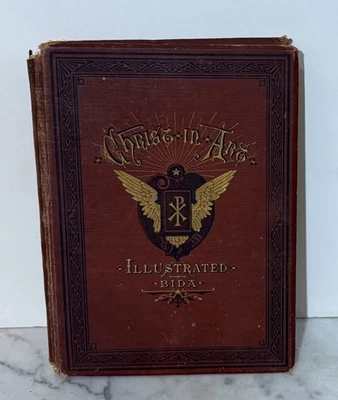 Christ · in · Art
· Illustrated ·
· Bida ·